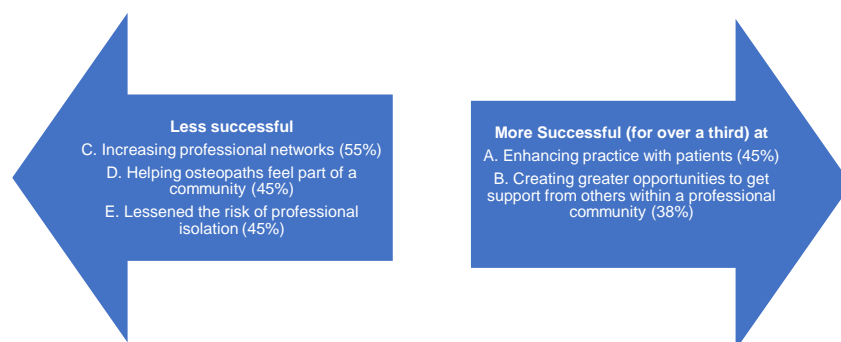 Less successful
C. Increasing professional networks (55%)
D. Helping osteopaths feel part of a
community (45%)
E. Lessened the risk of professional
isolation (45%)
More Successful (for over a third) at
A. Enhancing practice with patients (45%)
B. Creating greater opportunities to get
support from others within a professional
community (38%)